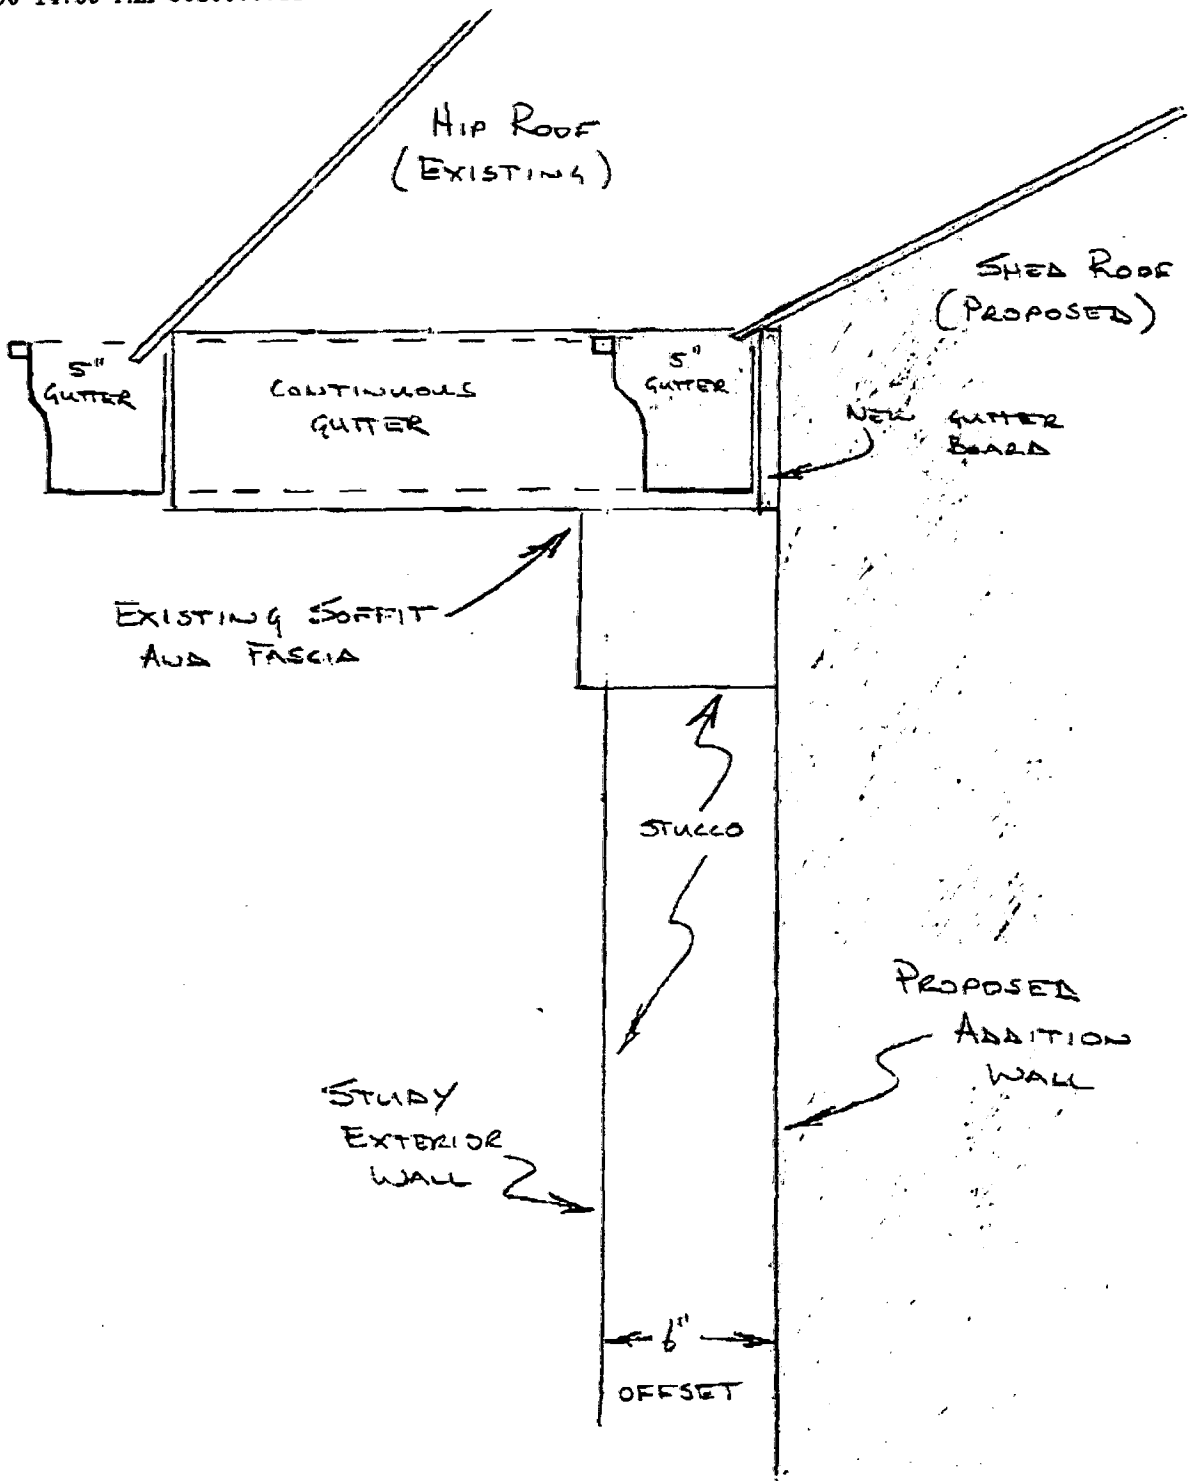 HIP ROOF
(EXISTING)
SHED ROOF
(PROPOSED)
5"
GUTTER
CONTINUOUS
GUTTER
5"
GUTTER
NEW GUTTER
BOARD
EXISTING SOFFIT
AND FASCIA
STUCCO
PROPOSED
ADDITION
WALL
STUDY
EXTERIOR
WALL
6"
OFFSET